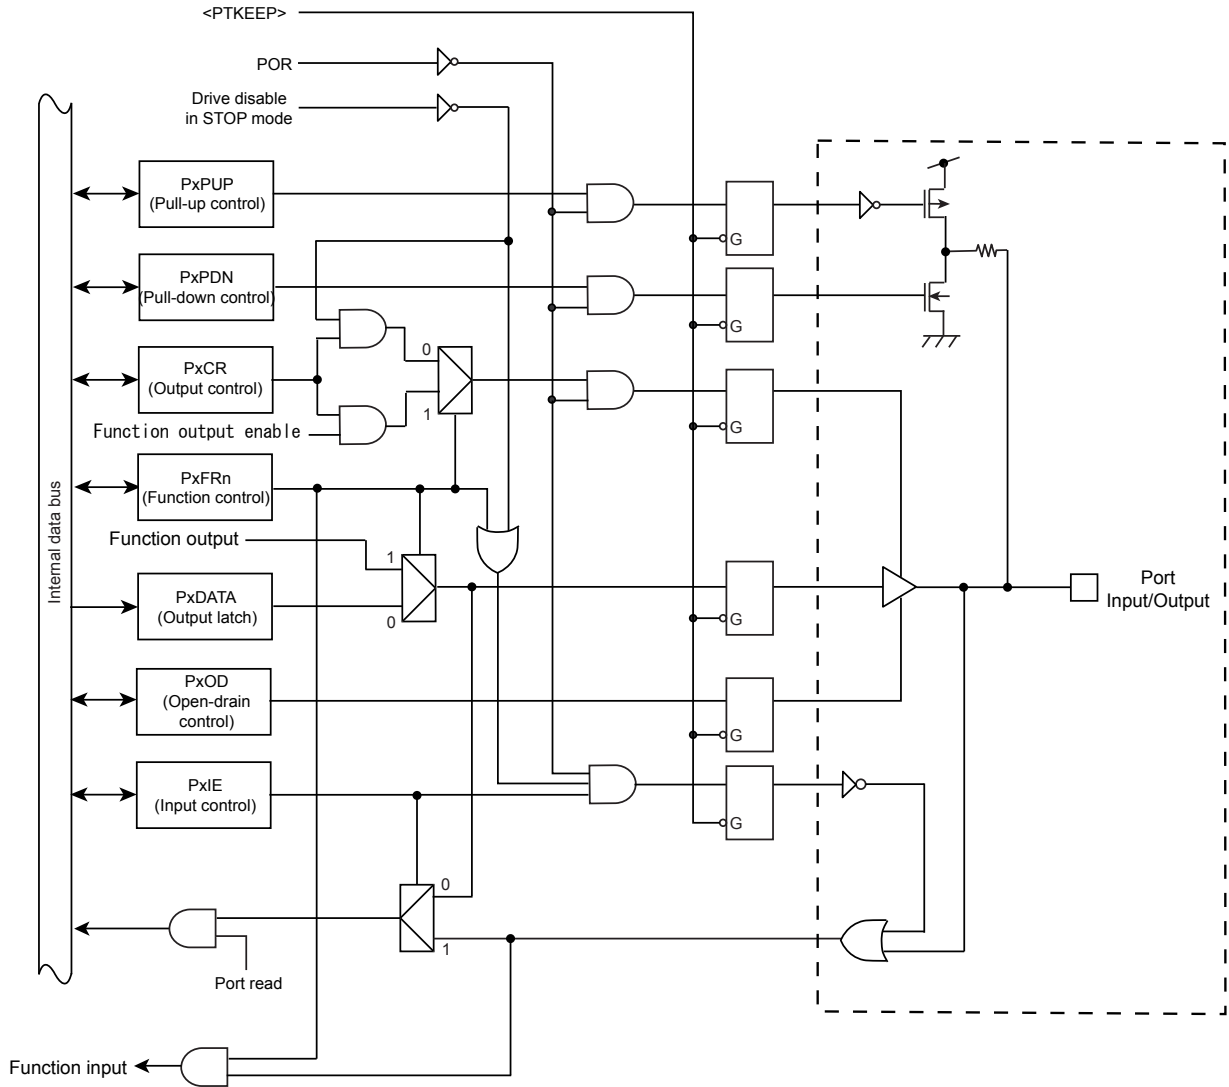 <PTKEEP>
POR
Drive disable
in STOP mode
PxPUP
(Pull-up control)
G
PxPDN
(Pull-down control)
G
PxCR
(Output control)
0
1
G
Function output enable
PxFRn
(Function control)
Internal data bus
Function output
1
0
PxDATA
(Output latch)
G
Port
Input/Output
PxOD
(Open-drain
control)
G
PxIE
(Input control)
G
0
1
Port read
Function input